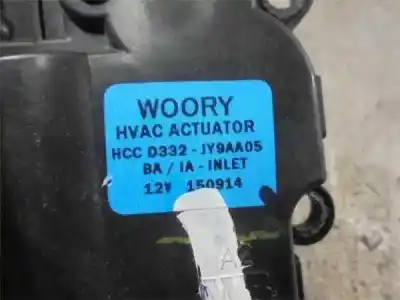 WOORY
HVAC ACTUATOR
HCC D332 - JY9AA05
BA / IA - INLET
12V 150914
A